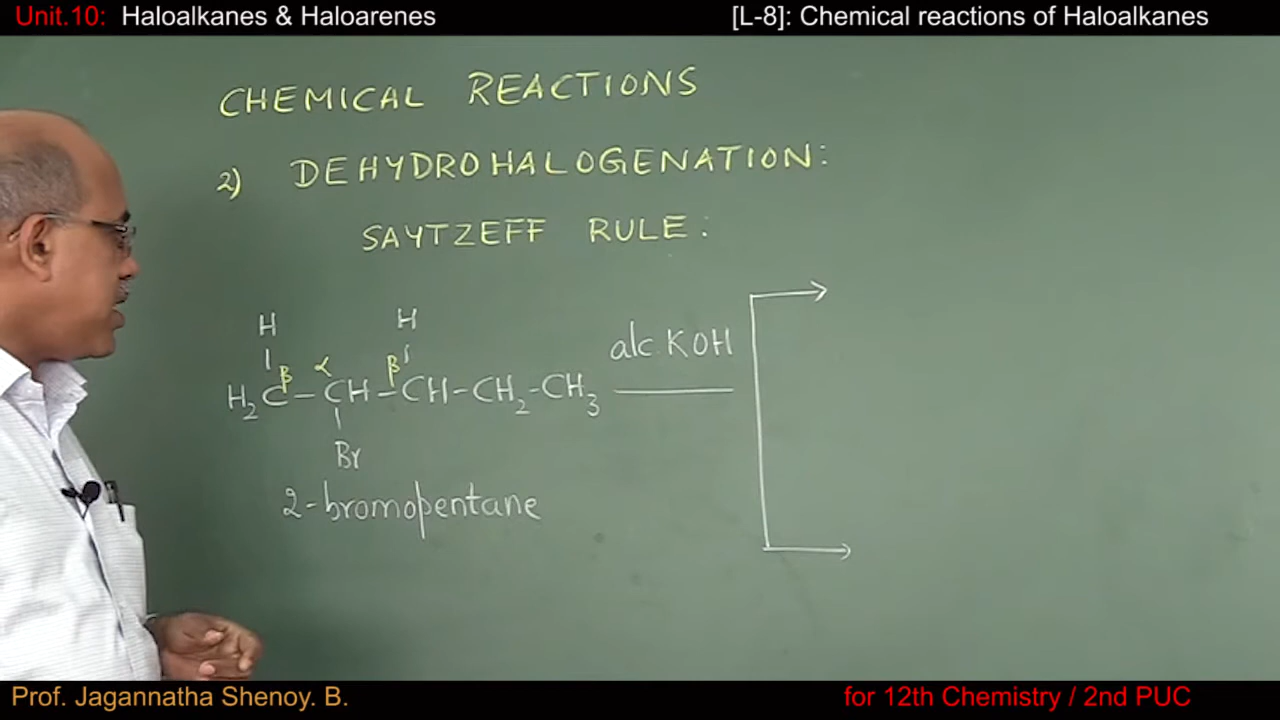 Unit.10: Haloalkanes & Haloarenes
[L-8]: Chemical reactions of Haloalkanes
CHEMICAL REACTIONS
2) DEHYDROHALOGENATION:
SAYTZEFF RULE:
H H
β α β
H₂C – CH – CH – CH₂ – CH₃
alc. KOH
Br
2-bromopentane
Prof. Jagannatha Shenoy. B.
for 12th Chemistry / 2nd PUC